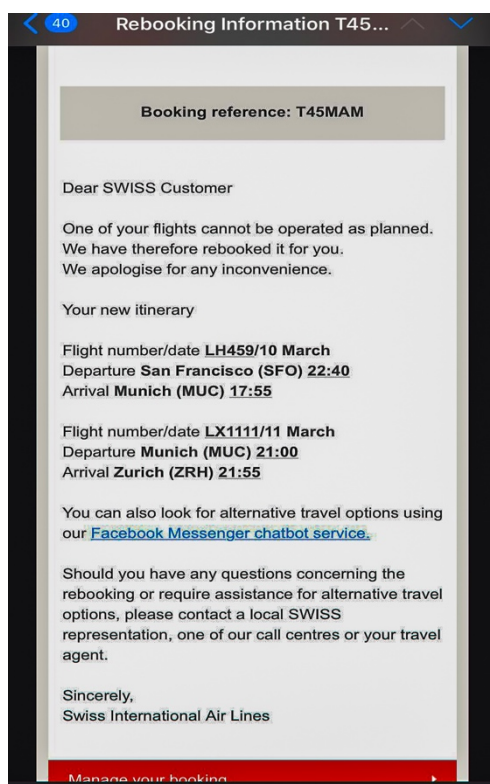 40
Rebooking Information T45...
Booking reference: T45MAM
Dear SWISS Customer
One of your flights cannot be operated as planned.
We have therefore rebooked it for you.
We apologise for any inconvenience.
Your new itinerary
Flight number/date LH459/10 March
Departure San Francisco (SFO) 22:40
Arrival Munich (MUC) 17:55
Flight number/date LX1111/11 March
Departure Munich (MUC) 21:00
Arrival Zurich (ZRH) 21:55
You can also look for alternative travel options using
our Facebook Messenger chatbot service.
Should you have any questions concerning the
rebooking or require assistance for alternative travel
options, please contact a local SWISS
representation, one of our call centres or your travel
agent.
Sincerely,
Swiss International Air Lines
Manage your booking